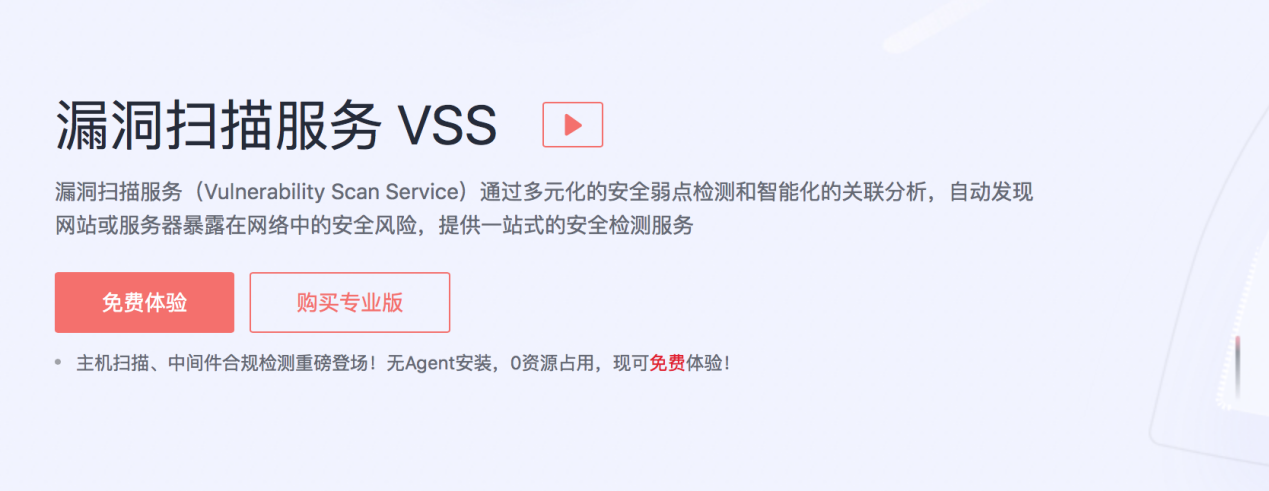 漏洞扫描服务 VSS
漏洞扫描服务（Vulnerability Scan Service）通过多元化的安全弱点检测和智能化的关联分析，自动发现
网站或服务器暴露在网络中的安全风险，提供一站式的安全检测服务
免费体验
购买专业版
主机扫描、中间件合规检测重磅登场！无Agent安装，0资源占用，现可免费体验！